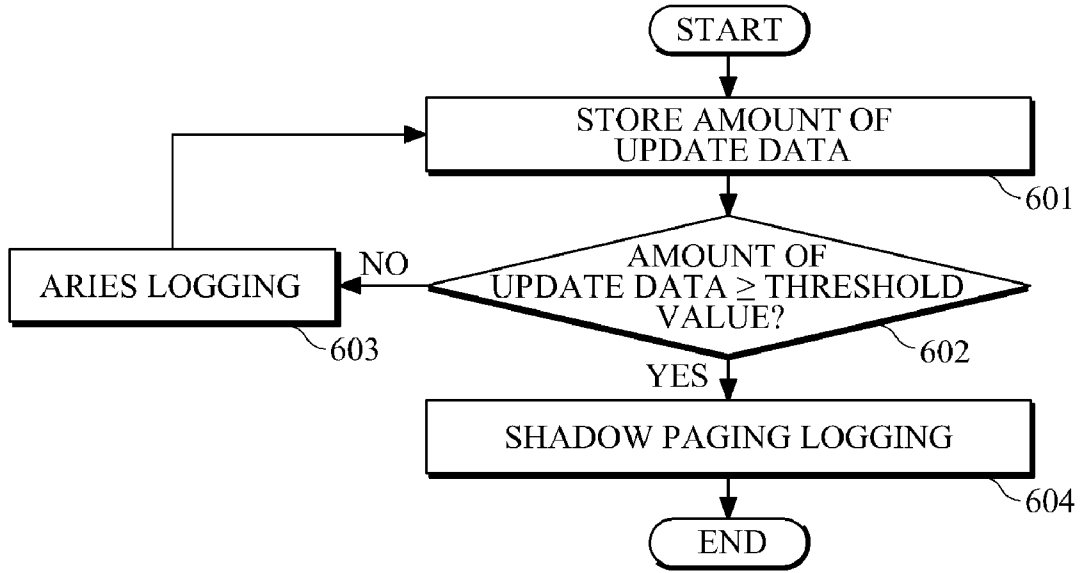 START
STORE AMOUNT OF
UPDATE DATA
601
AMOUNT OF
UPDATE DATA ≥ THRESHOLD
VALUE?
602
NO
ARIES LOGGING
603
YES
SHADOW PAGING LOGGING
604
END